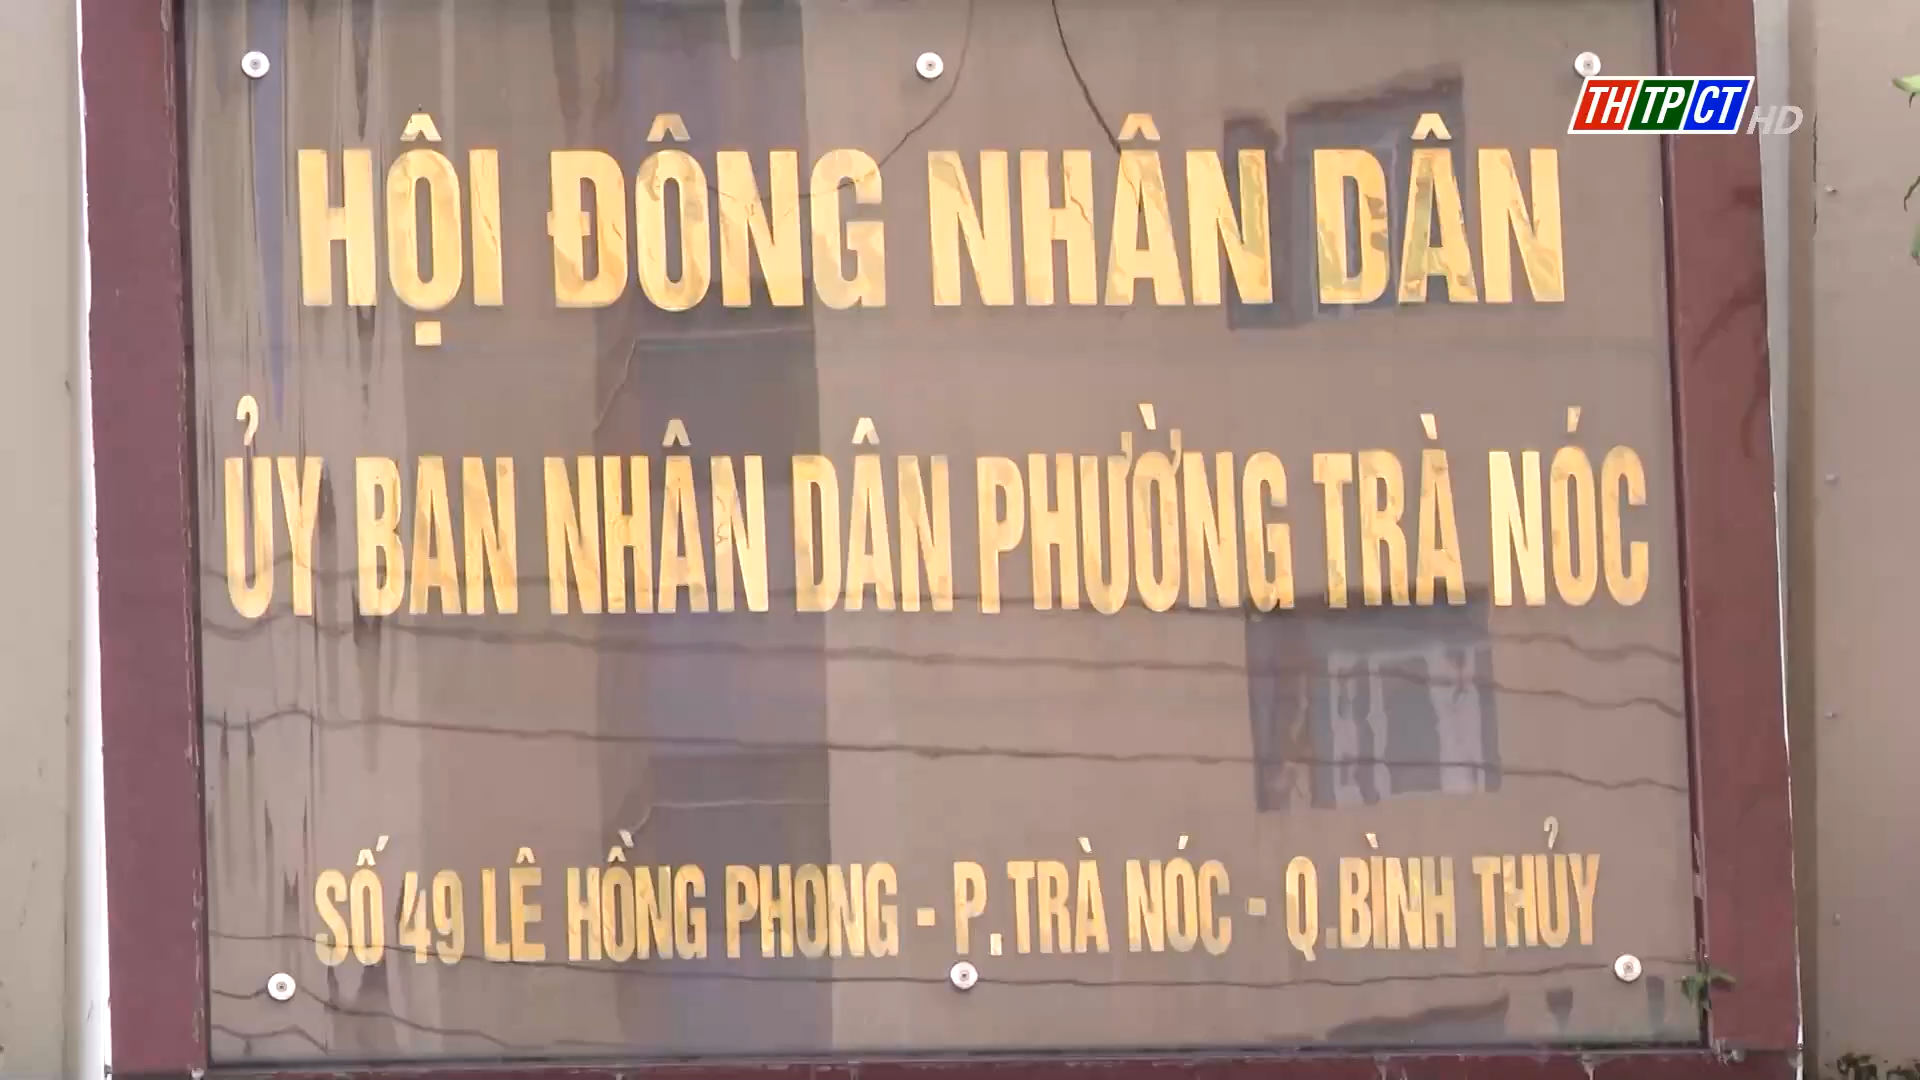 THTPCT HD
HỘI ĐÔNG NHÂN DÂN
ỦY BAN NHÂN DÂN PHƯỜNG TRÀ NÓC
SỐ 49 LÊ HỒNG PHONG - P.TRÀ NÓC - Q.BÌNH THỦY